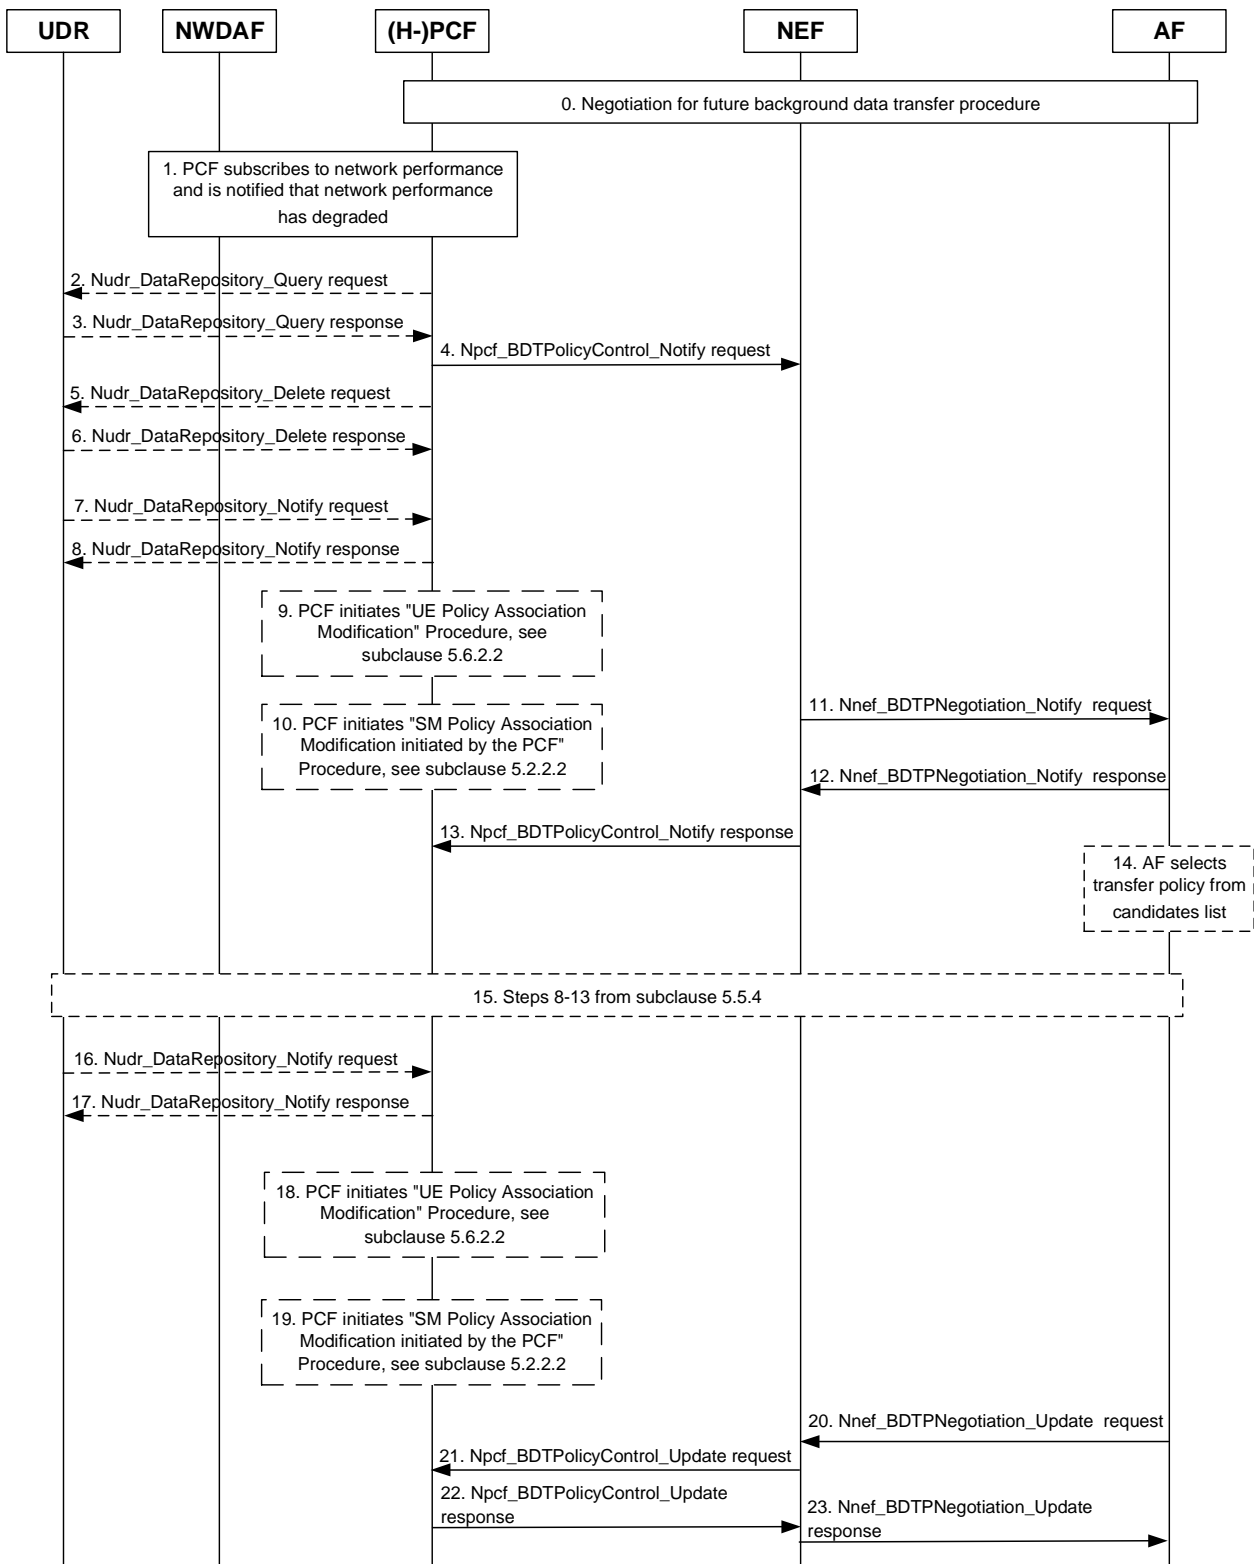 UDR
NWDAF
(H-)PCF
NEF
AF
0. Negotiation for future background data transfer procedure
1. PCF subscribes to network performance
and is notified that network performance
has degraded
2. Nudr_DataRepository_Query request
3. Nudr_DataRepository_Query response
4. Npcf_BDTPolicyControl_Notify request
5. Nudr_DataRepository_Delete request
6. Nudr_DataRepository_Delete response
7. Nudr_DataRepository_Notify request
8. Nudr_DataRepository_Notify response
9. PCF initiates "UE Policy Association
Modification" Procedure, see
subclause 5.6.2.2
10. PCF initiates "SM Policy Association
Modification initiated by the PCF"
Procedure, see subclause 5.2.2.2
11. Nnef_BDTPNegotiation_Notify request
12. Nnef_BDTPNegotiation_Notify response
13. Npcf_BDTPolicyControl_Notify response
14. AF selects
transfer policy from
candidates list
15. Steps 8-13 from subclause 5.5.4
16. Nudr_DataRepository_Notify request
17. Nudr_DataRepository_Notify response
18. PCF initiates "UE Policy Association
Modification" Procedure, see
subclause 5.6.2.2
19. PCF initiates "SM Policy Association
Modification initiated by the PCF"
Procedure, see subclause 5.2.2.2
20. Nnef_BDTPNegotiation_Update request
21. Npcf_BDTPolicyControl_Update request
22. Npcf_BDTPolicyControl_Update
response
23. Nnef_BDTPNegotiation_Update
response